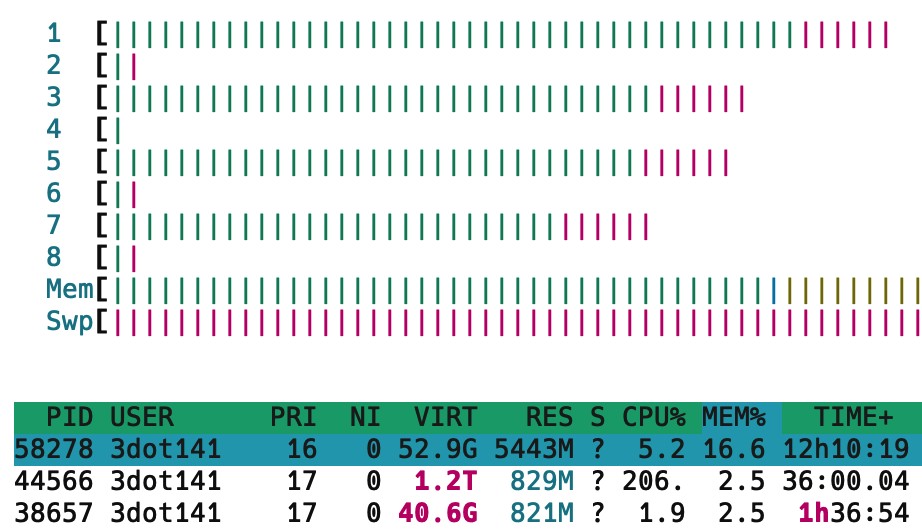 1 [||||||||||||||||||||||||||||||||||||||||||||||||
2 [||
3 [||||||||||||||||||||||||||||||||||||||||
4 [|
5 [|||||||||||||||||||||||||||||||||||||||
6 [||
7 [||||||||||||||||||||||||||||||||||
8 [||
Mem[|||||||||||||||||||||||||||||||||||||||||||||||||||
Swp[|||||||||||||||||||||||||||||||||||||||||||||||||||
PID USER PRI NI VIRT RES S CPU% MEM% TIME+
58278 3dot141 16 0 52.9G 5443M ? 5.2 16.6 12h10:19
44566 3dot141 17 0 1.2T 829M ? 206. 2.5 36:00.04
38657 3dot141 17 0 40.6G 821M ? 1.9 2.5 1h36:54